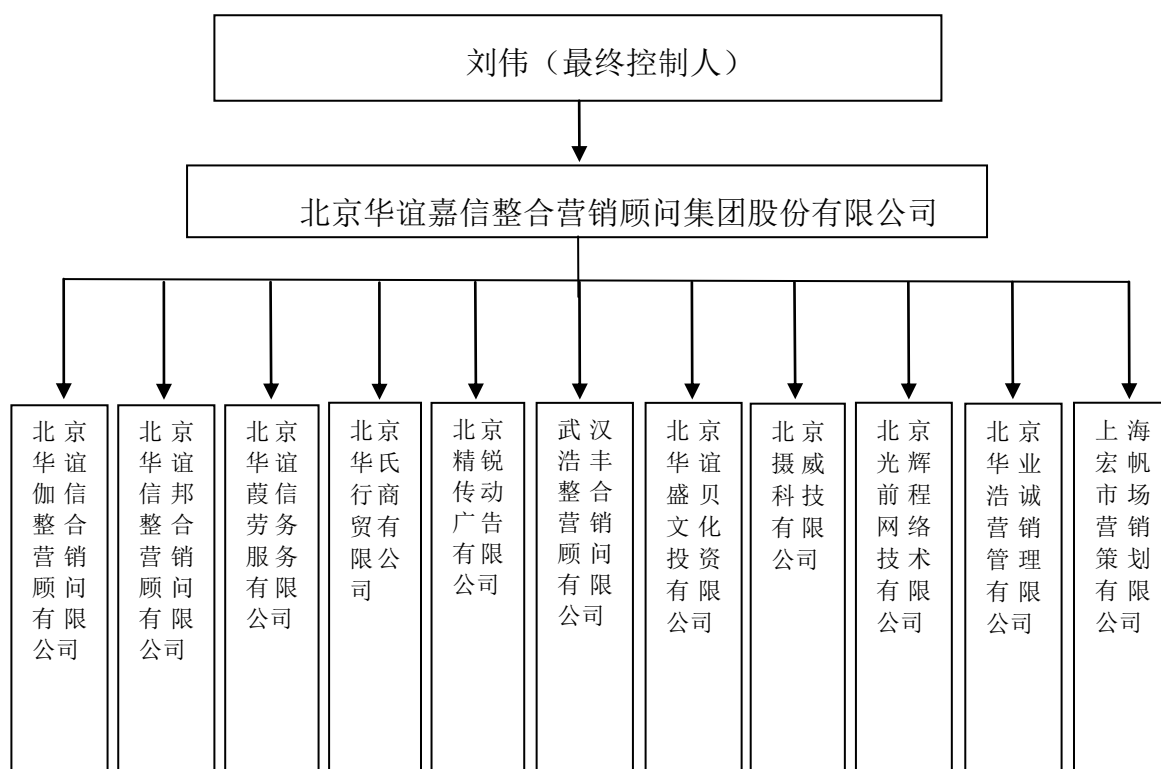 刘伟（最终控制人）
北京华谊嘉信整合营销顾问集团股份有限公司
北京
华谊
伽信
整合
营销
顾问
有限
公司
北京
华谊
信邦
整合
营销
顾问
有限
公司
北京
华谊
葭信
劳务
服务
有限
公司
北京
华氏
行商
贸有
限公
司
北京
精锐
传动
广告
有限
公司
武汉
浩丰
整合
营销
顾问
有限
公司
北京
华谊
盛贝
文化
投资
有限
公司
北京
摄威
科技
有限
公司
北京
光辉
前程
网络
技术
有限
公司
北京
华业
浩诚
营销
管理
有限
公司
上海
宏帆
市场
营销
策划
有限
公司